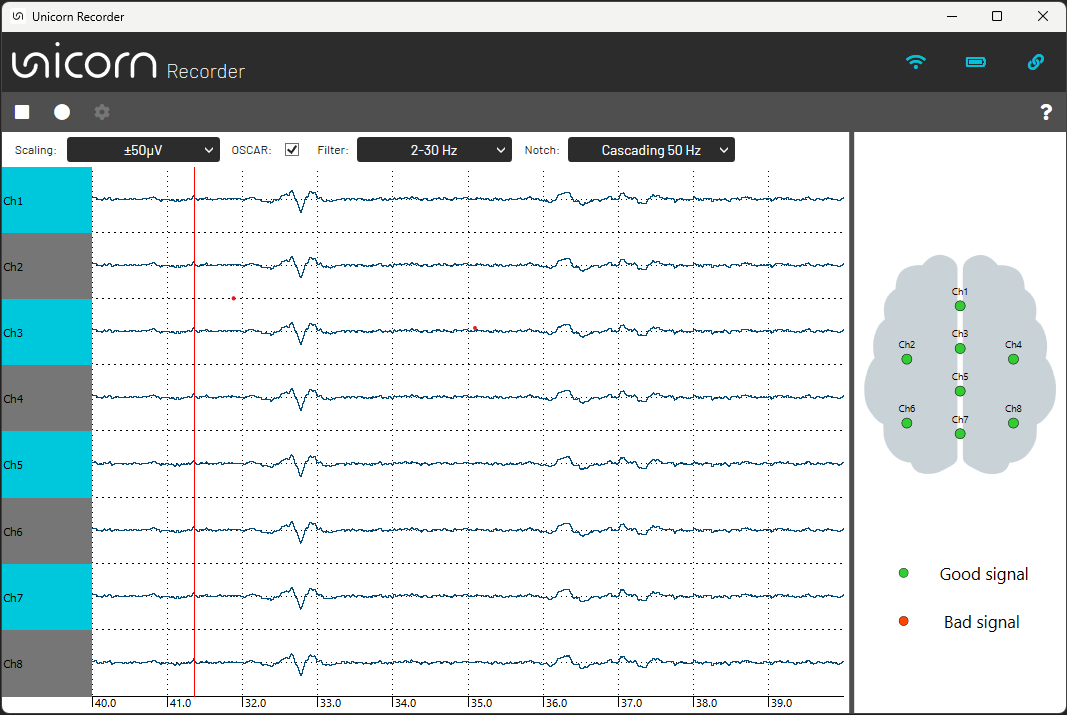 Unicorn Recorder
unicorn Recorder
?
Scaling: ±50µV OSCAR: Filter: 2-30 Hz Notch: Cascading 50 Hz
Ch1
Ch2
Ch3
Ch4
Ch5
Ch6
Ch7
Ch8
40.0 41.0 32.0 33.0 34.0 35.0 36.0 37.0 38.0 39.0
Ch1
Ch3
Ch2 Ch4
Ch5
Ch6 Ch8
Ch7
Good signal
Bad signal